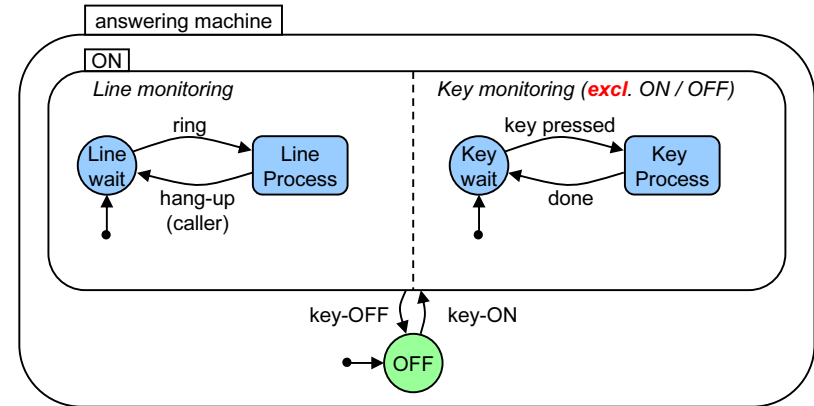 answering machine
ON
Line monitoring
Key monitoring (excl. ON / OFF)
ring
key pressed
Line
wait
Line
Process
Key
wait
Key
Process
hang-up
(caller)
done
key-OFF
key-ON
OFF